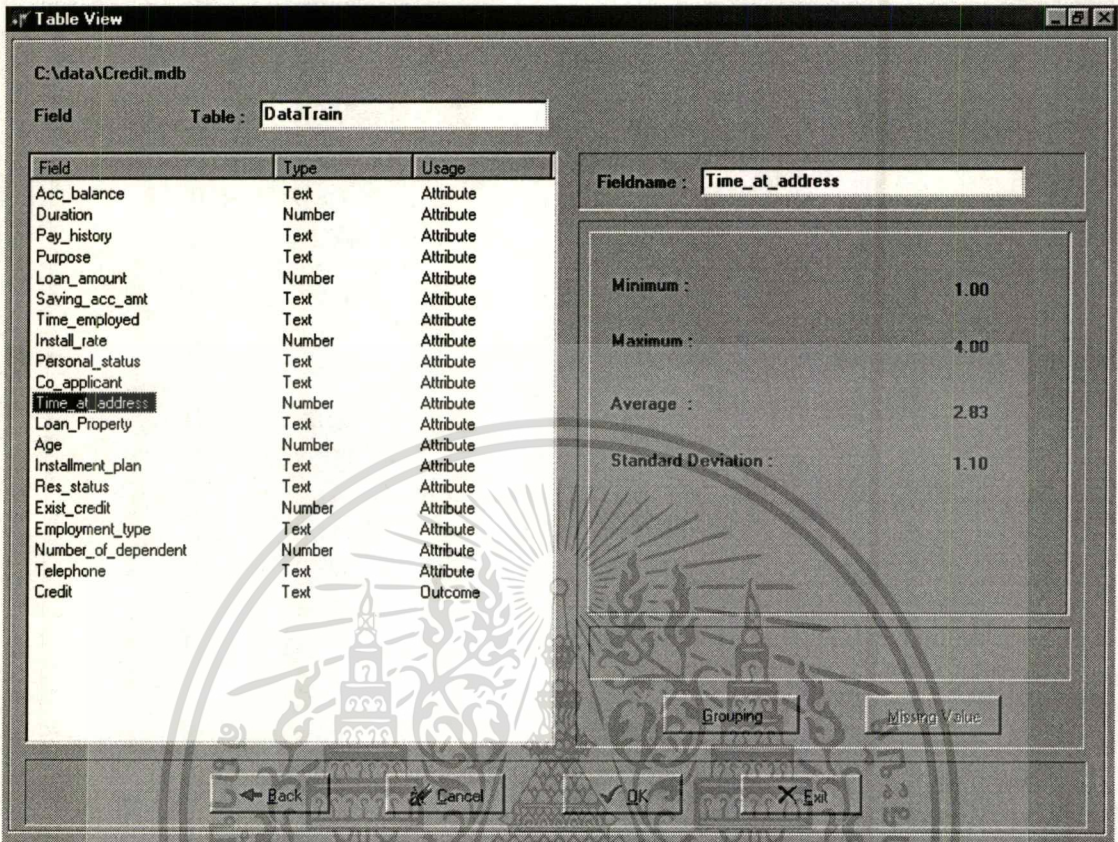 Table View
C:\data\Credit.mdb
Field Table : DataTrain
Field Type Usage
Acc_balance Text Attribute
Duration Number Attribute
Pay_history Text Attribute
Purpose Text Attribute
Loan_amount Number Attribute
Saving_acc_amt Text Attribute
Time_employed Text Attribute
Install_rate Number Attribute
Personal_status Text Attribute
Co_applicant Text Attribute
Time_at_address Number Attribute
Loan_Property Text Attribute
Age Number Attribute
Installment_plan Text Attribute
Res_status Text Attribute
Exist_credit Number Attribute
Employment_type Text Attribute
Number_of_dependent Number Attribute
Telephone Text Attribute
Credit Text Outcome
Fieldname : Time_at_address
Minimum : 1.00
Maximum : 4.00
Average : 2.83
Standard Deviation : 1.10
Grouping Missing Value
Back Cancel OK Exit